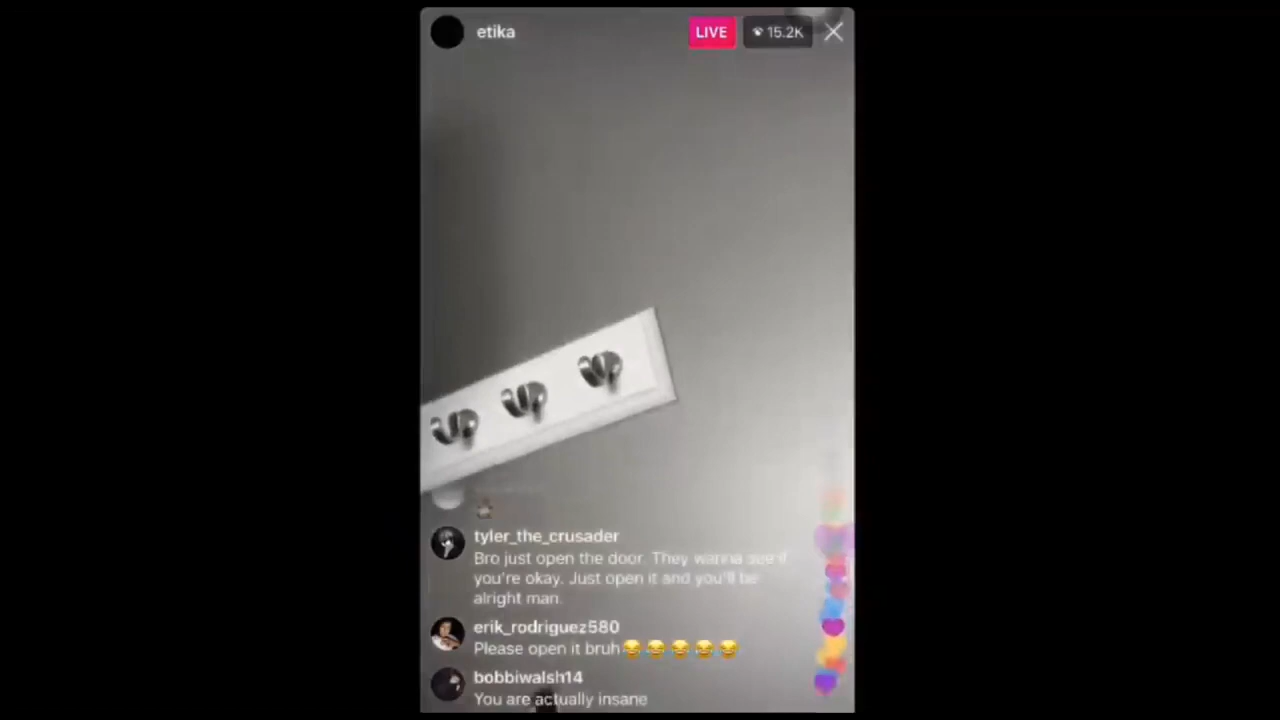 etika
LIVE
15.2K
tyler_the_crusader
Bro just open the door. They wanna see if
you're okay. Just open it and you'll be
alright man.
erik_rodriguez580
Please open it bruh😂😂😂😂😂
bobbiwalsh14
You are actually insane